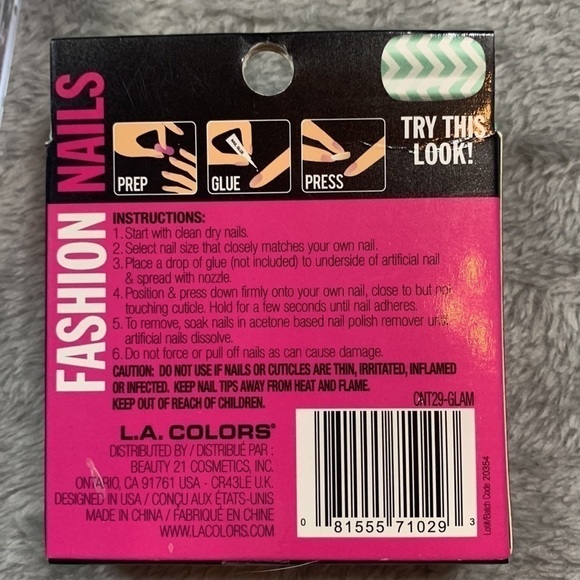 FASHION NAILS
TRY THIS
LOOK!
PREP
GLUE
PRESS
INSTRUCTIONS:
1. Start with clean dry nails.
2. Select nail size that closely matches your own nail.
3. Place a drop of glue (not included) to underside of artificial nail
& spread with nozzle.
4. Position & press down firmly onto your own nail, close to but not
touching cuticle. Hold for a few seconds until nail adheres.
5. To remove, soak nails in acetone based nail polish remover until
artificial nails dissolve.
6. Do not force or pull off nails as can cause damage.
CAUTION: DO NOT USE IF NAILS OR CUTICLES ARE THIN, IRRITATED, INFLAMED
OR INFECTED. KEEP NAIL TIPS AWAY FROM HEAT AND FLAME.
KEEP OUT OF REACH OF CHILDREN.
CNT29-GLAM
L.A. COLORS®
DISTRIBUTED BY / DISTRIBUÉ PAR :
BEAUTY 21 COSMETICS, INC.
ONTARIO, CA 91761 USA - CR43LE U.K.
DESIGNED IN USA / CONÇU AUX ÉTATS-UNIS
MADE IN CHINA / FABRIQUÉ EN CHINE
WWW.LACOLORS.COM
0 81555 71029 3
Lot#/Batch Code 20354